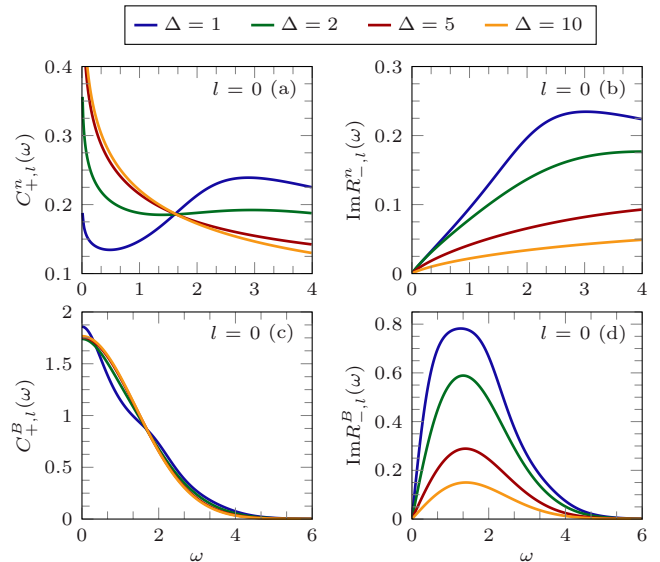 Δ = 1 Δ = 2 Δ = 5 Δ = 10
0.4
0.3
0.2
0.1
0 1 2 3 4
C^n_{+,l}(ω)
l = 0 (a)
0.3
0.2
0.1
0
0 1 2 3 4
ImR^n_{−,l}(ω)
l = 0 (b)
2
1.5
1
0.5
0
0 2 4 6
C^B_{+,l}(ω)
ω
l = 0 (c)
0.8
0.6
0.4
0.2
0
0 2 4 6
ImR^B_{−,l}(ω)
ω
l = 0 (d)